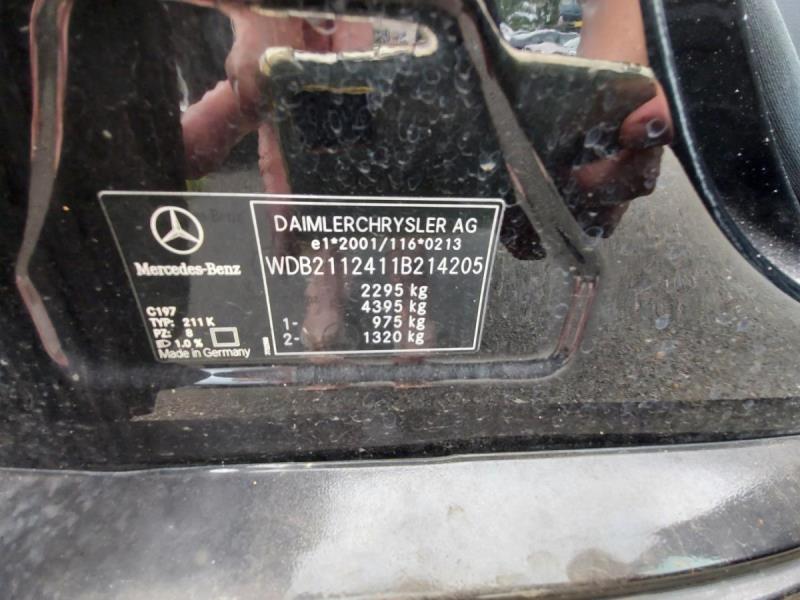 DAIMLERCHRYSLER AG
e1*2001/116*0213
WDB2112411B214205
2295 kg
4395 kg
1- 975 kg
2- 1320 kg
Mercedes-Benz
C197
TYP: 211 K
PZ: 8
1.0 %
Made in Germany